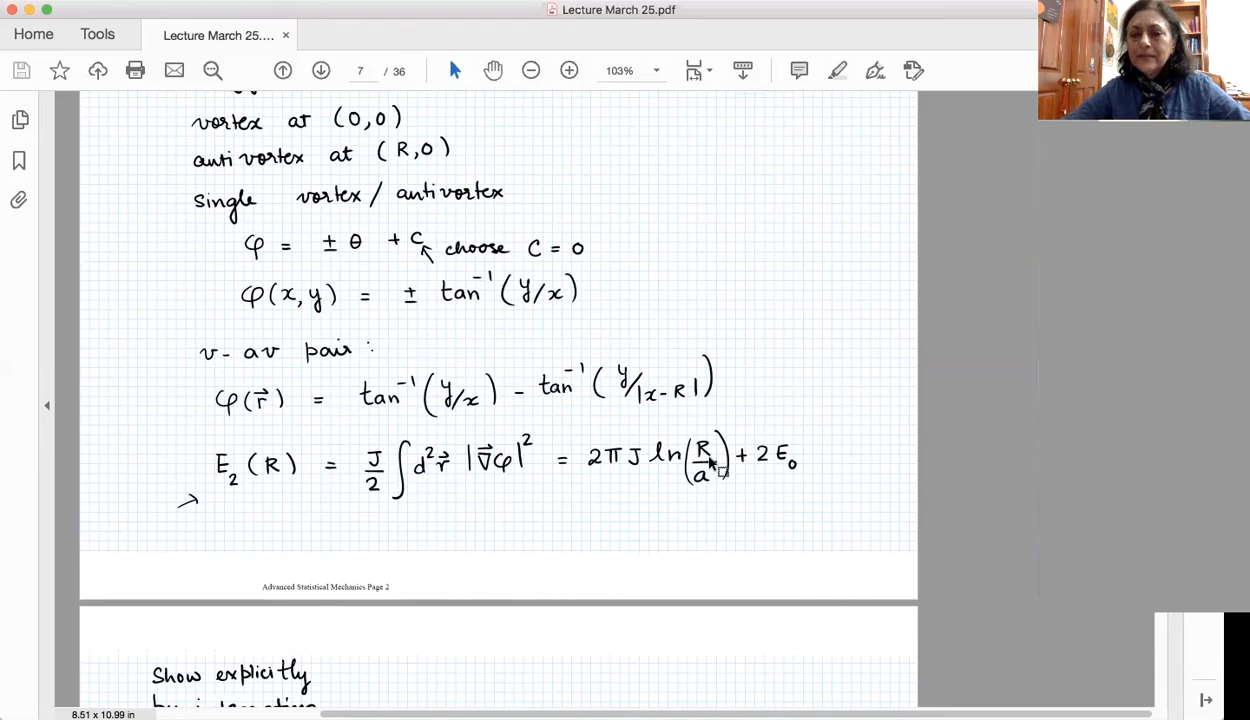 Lecture March 25.pdf
Home Tools Lecture March 25.... ×
7 / 36 103%
vortex at (0,0)
anti vortex at (R,0)
single vortex / antivortex
φ = ± θ + C choose C = 0
φ(x,y) = ± tan⁻¹(y/x)
v- av pair :
φ(r⃗) = tan⁻¹(y/x) - tan⁻¹(y/|x-R|)
E₂(R) = J/2 ∫ d²r⃗ |∇⃗φ|² = 2πJ ln(R/a) + 2E₀
Advanced Statistical Mechanics Page 2
Show explicitly
8.51 x 10.99 in